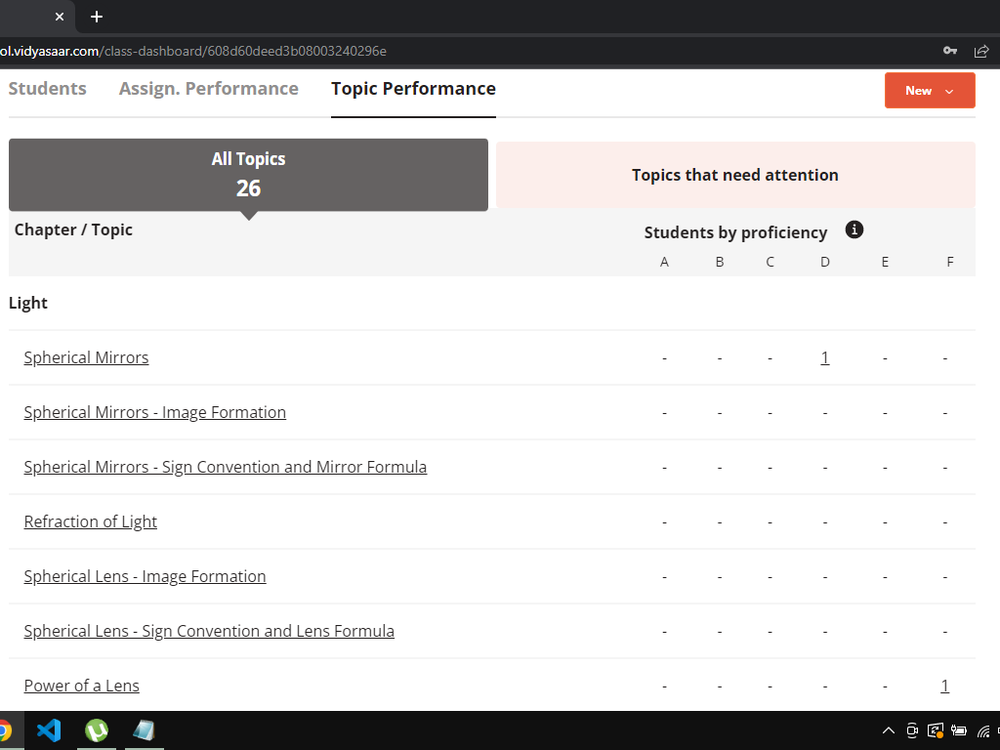 ol.vidyasaar.com/class-dashboard/608d60deed3b08003240296e
Students Assign. Performance Topic Performance New
All Topics
26
Topics that need attention
Chapter / Topic Students by proficiency
A B C D E F
Light
Spherical Mirrors - - - 1 - -
Spherical Mirrors - Image Formation - - - - - -
Spherical Mirrors - Sign Convention and Mirror Formula - - - - - -
Refraction of Light - - - - - -
Spherical Lens - Image Formation - - - - - -
Spherical Lens - Sign Convention and Lens Formula - - - - - -
Power of a Lens - - - - - 1